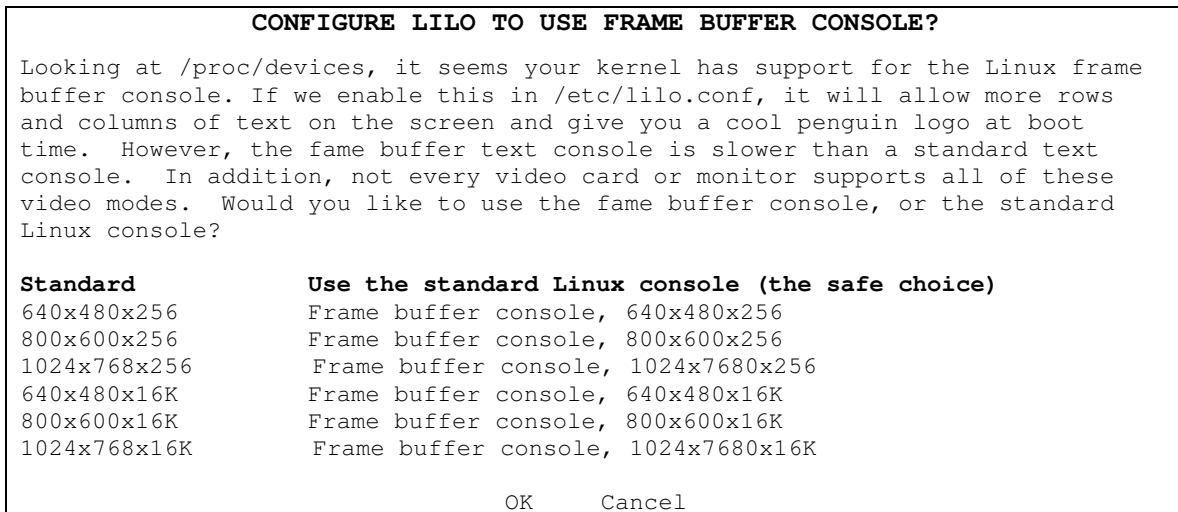 CONFIGURE LILO TO USE FRAME BUFFER CONSOLE?
Looking at /proc/devices, it seems your kernel has support for the Linux frame
buffer console. If we enable this in /etc/lilo.conf, it will allow more rows
and columns of text on the screen and give you a cool penguin logo at boot
time. However, the fame buffer text console is slower than a standard text
console. In addition, not every video card or monitor supports all of these
video modes. Would you like to use the fame buffer console, or the standard
Linux console?
Standard Use the standard Linux console (the safe choice)
640x480x256 Frame buffer console, 640x480x256
800x600x256 Frame buffer console, 800x600x256
1024x768x256 Frame buffer console, 1024x7680x256
640x480x16K Frame buffer console, 640x480x16K
800x600x16K Frame buffer console, 800x600x16K
1024x768x16K Frame buffer console, 1024x7680x16K
OK Cancel